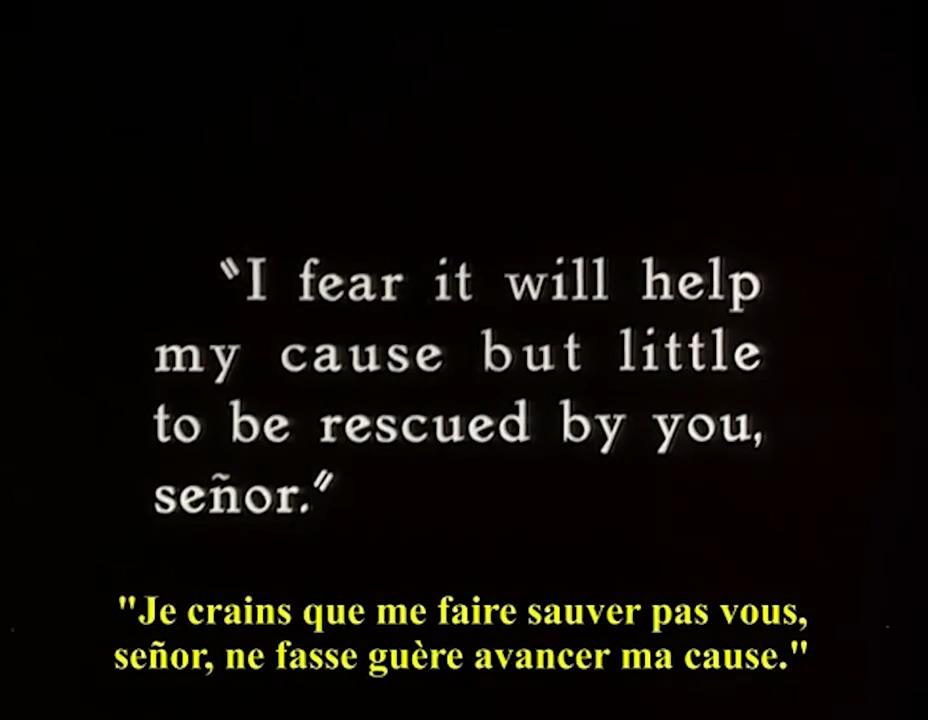 "I fear it will help
my cause but little
to be rescued by you,
señor."
"Je crains que me faire sauver pas vous,
señor, ne fasse guère avancer ma cause."